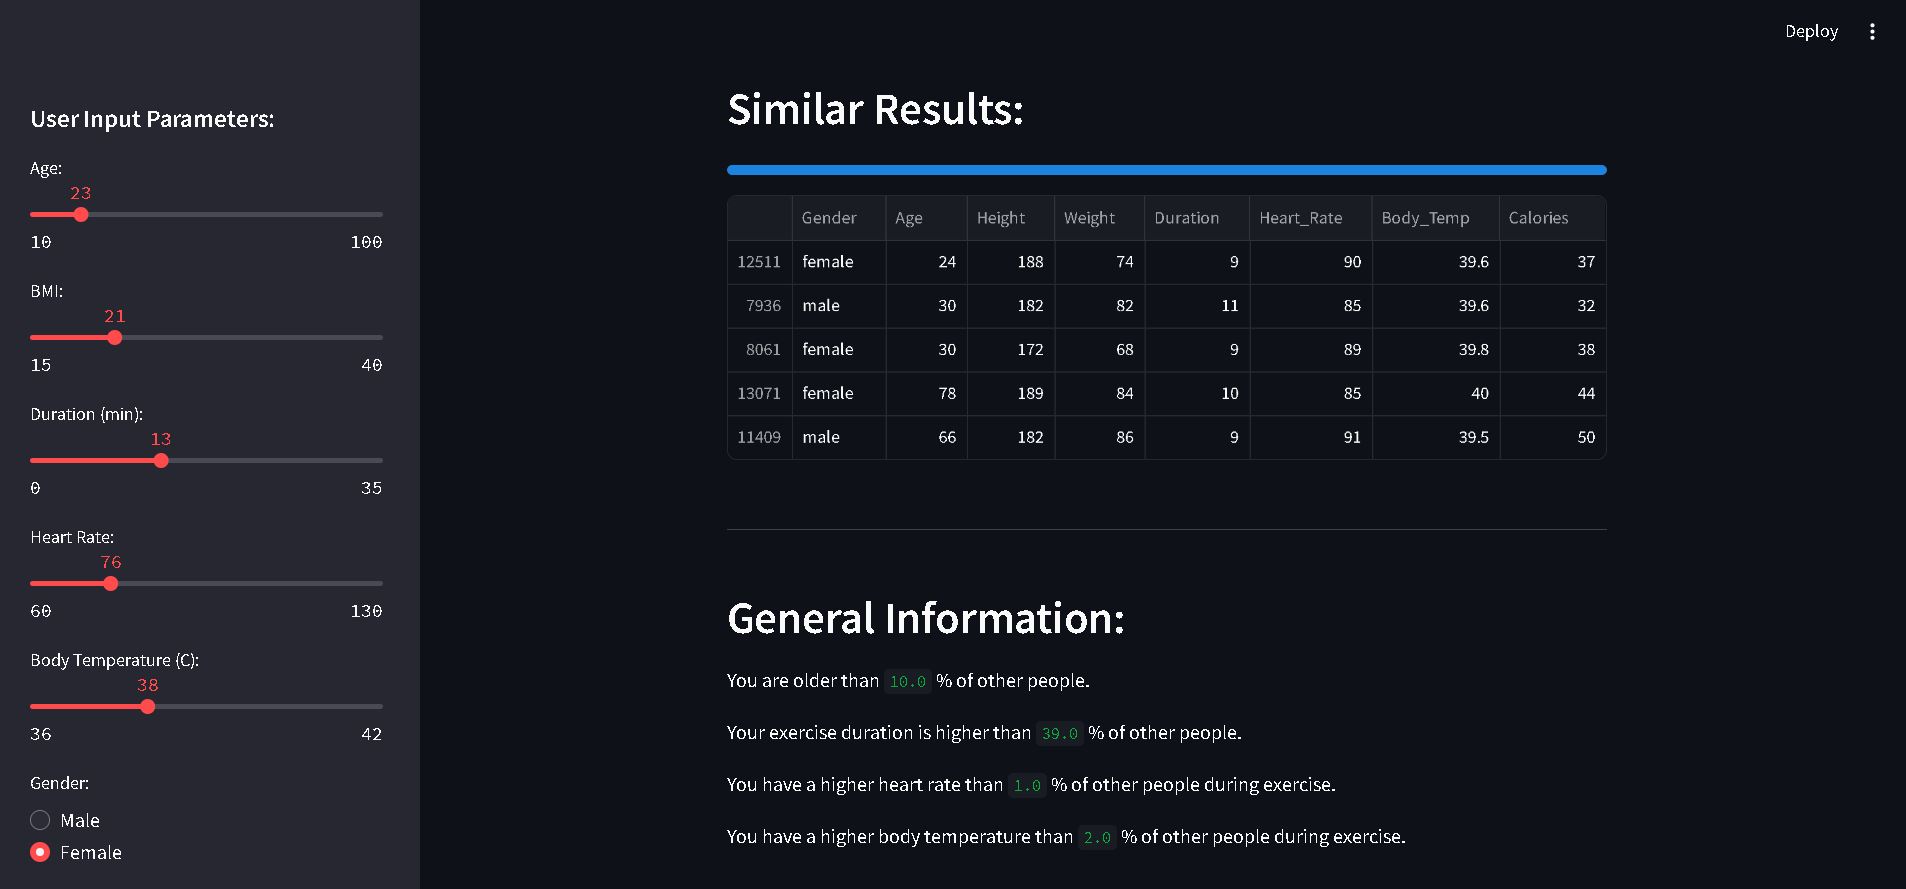 Deploy
User Input Parameters:
Age:
23
10 100
BMI:
21
15 40
Duration (min):
13
0 35
Heart Rate:
76
60 130
Body Temperature (C):
38
36 42
Gender:
Male
Female
Similar Results:
Gender Age Height Weight Duration Heart_Rate Body_Temp Calories
12511 female 24 188 74 9 90 39.6 37
7936 male 30 182 82 11 85 39.6 32
8061 female 30 172 68 9 89 39.8 38
13071 female 78 189 84 10 85 40 44
11409 male 66 182 86 9 91 39.5 50
General Information:
You are older than 10.0 % of other people.
Your exercise duration is higher than 39.0 % of other people.
You have a higher heart rate than 1.0 % of other people during exercise.
You have a higher body temperature than 2.0 % of other people during exercise.